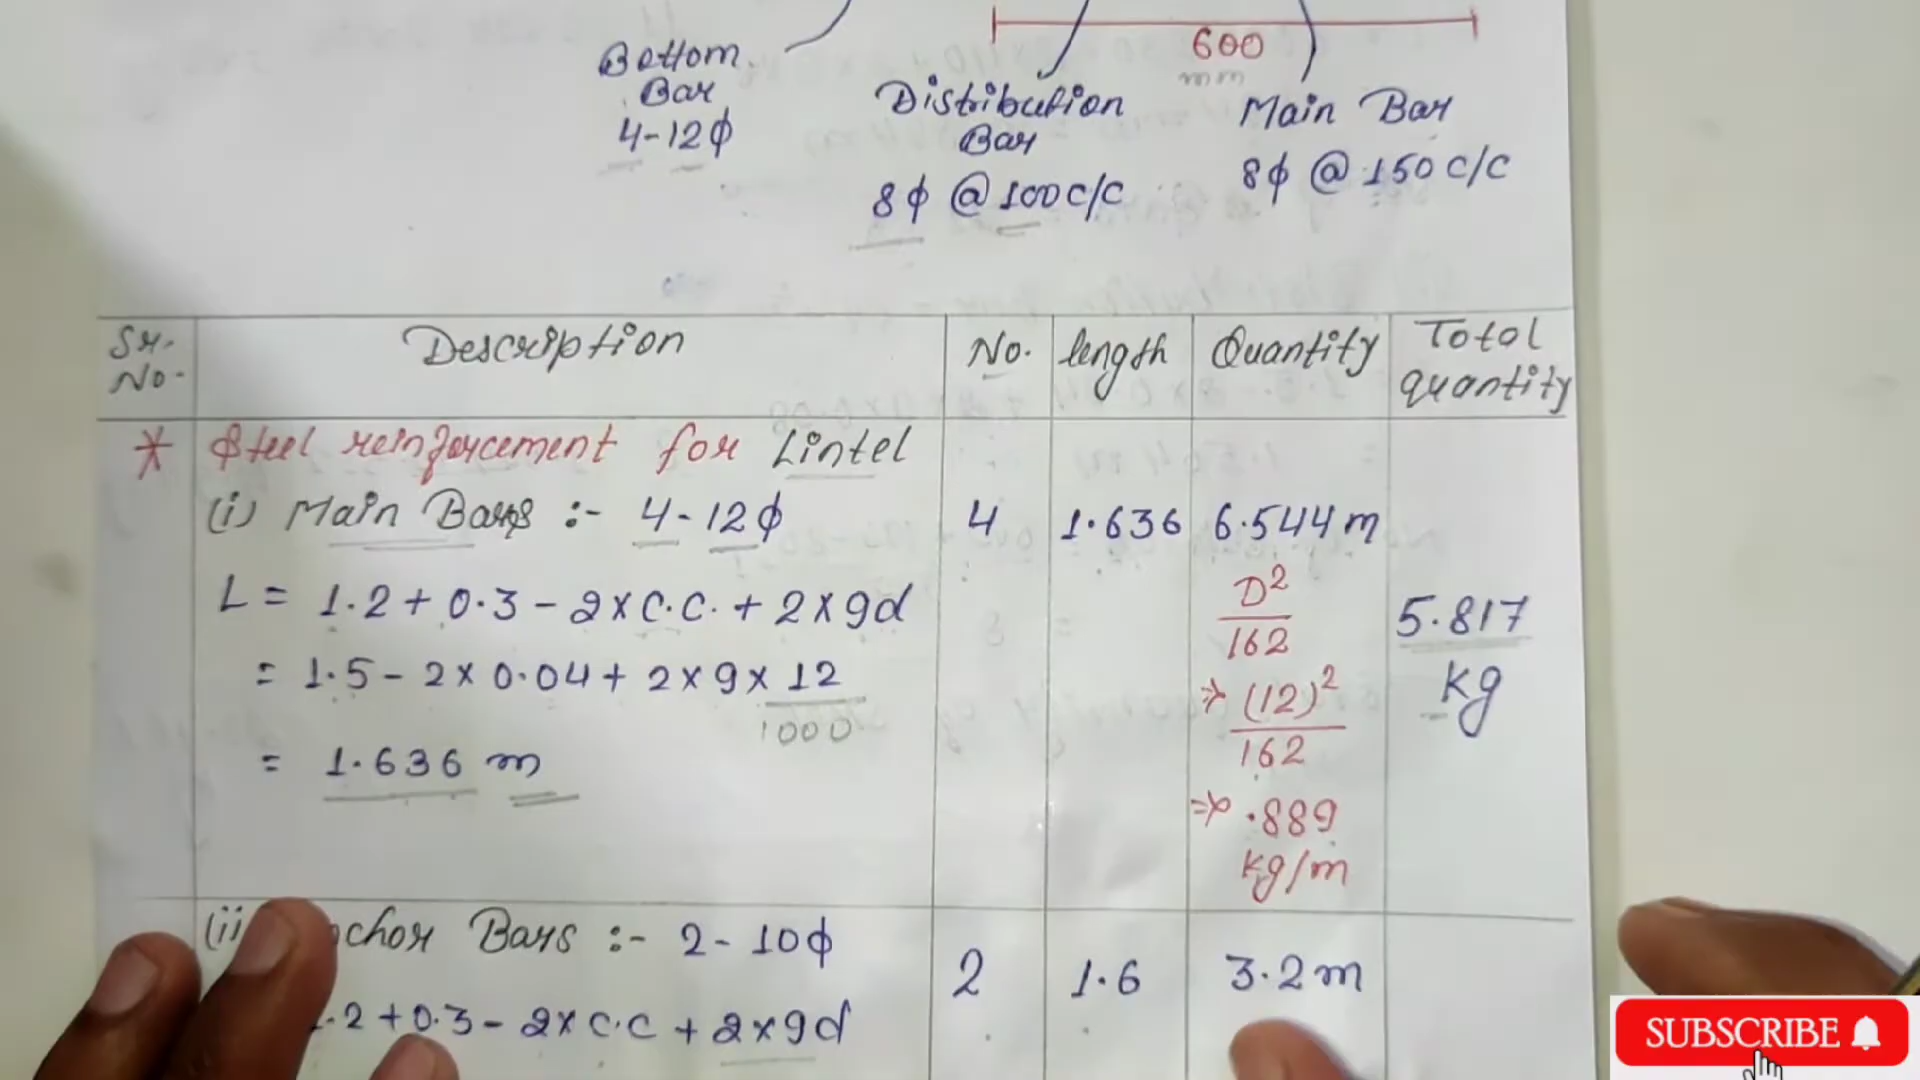 600
mm
Bottom
Bar
4-12ϕ
Distribution
Bar
8ϕ @ 100 c/c
Main Bar
8ϕ @ 150 c/c
Sr. No. Description No. length Quantity Total quantity
* Steel reinforcement for Lintel
(i) Main Bars :- 4-12ϕ 4 1.636 6.544 m
L = 1.2 + 0.3 - 2 x C.C. + 2 x 9d
D²/162
5.817 kg
= 1.5 - 2 x 0.04 + 2 x 9 x 12/1000
⇒ (12)²/162
= 1.636 m
⇒ .889
kg/m
(ii) chor Bars :- 2-10ϕ 2 1.6 3.2 m
.2 + 0.3 - 2 x C.C + 2 x 9d
SUBSCRIBE